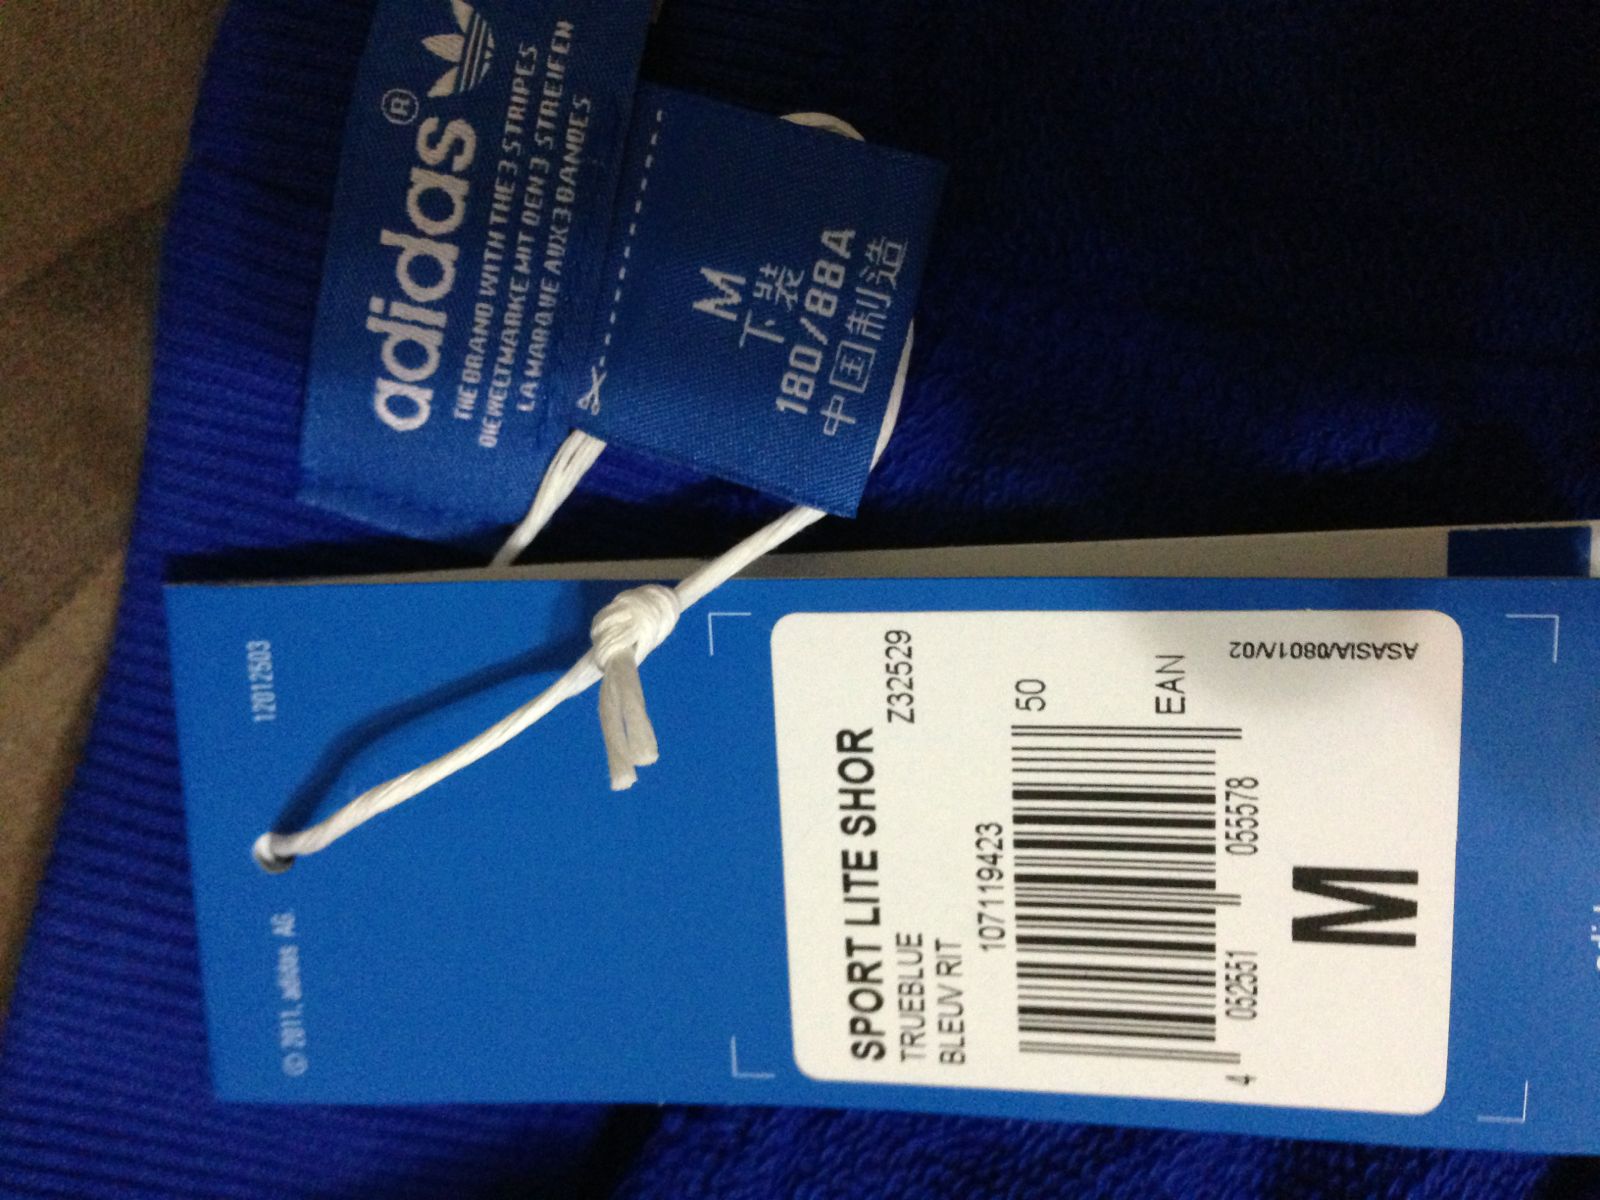 adidas®
THE BRAND WITH THE 3 STRIPES
DIE WELTMARKE MIT DEN 3 STREIFEN
LA MARQUE AUX 3 BANDES
M
下装
180/88A
中国制造
12012503
© 2011, adidas AG.
SPORT LITE SHOR
TRUEBLUE Z32529
BLEUV RIT
1071119423
50
4 052551 055578
EAN
M
ASASIA/0801/02